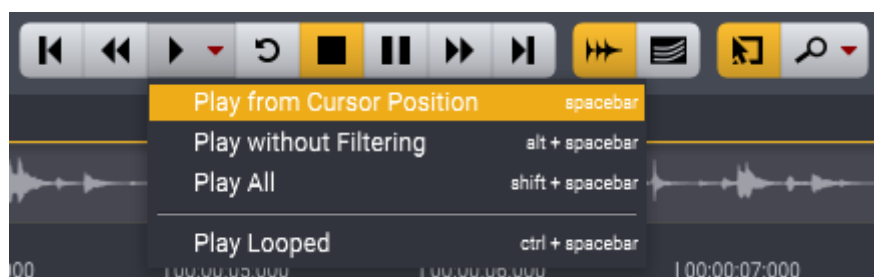 Play from Cursor Position spacebar
Play without Filtering alt + spacebar
Play All shift + spacebar
Play Looped ctrl + spacebar
00:00:07:000